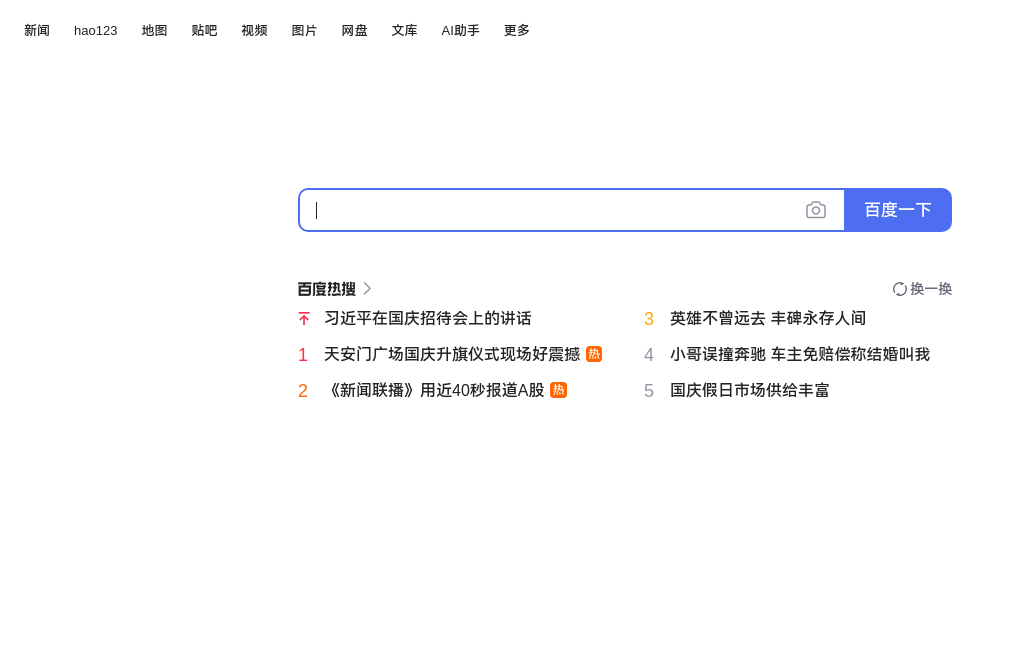 新闻 hao123 地图 贴吧 视频 图片 网盘 文库 AI助手 更多
百度一下
百度热搜 换一换
习近平在国庆招待会上的讲话
1 天安门广场国庆升旗仪式现场好震撼 热
2 《新闻联播》用近40秒报道A股 热
3 英雄不曾远去 丰碑永存人间
4 小哥误撞奔驰 车主免赔偿称结婚叫我
5 国庆假日市场供给丰富